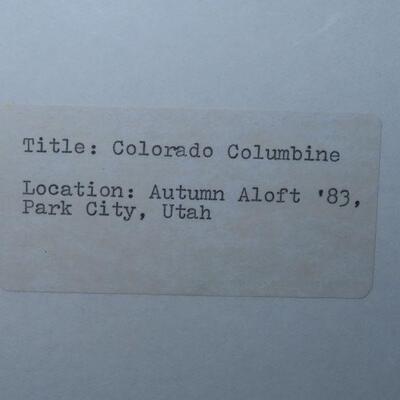 Title: Colorado Columbine
Location: Autumn Aloft '83,
Park City, Utah